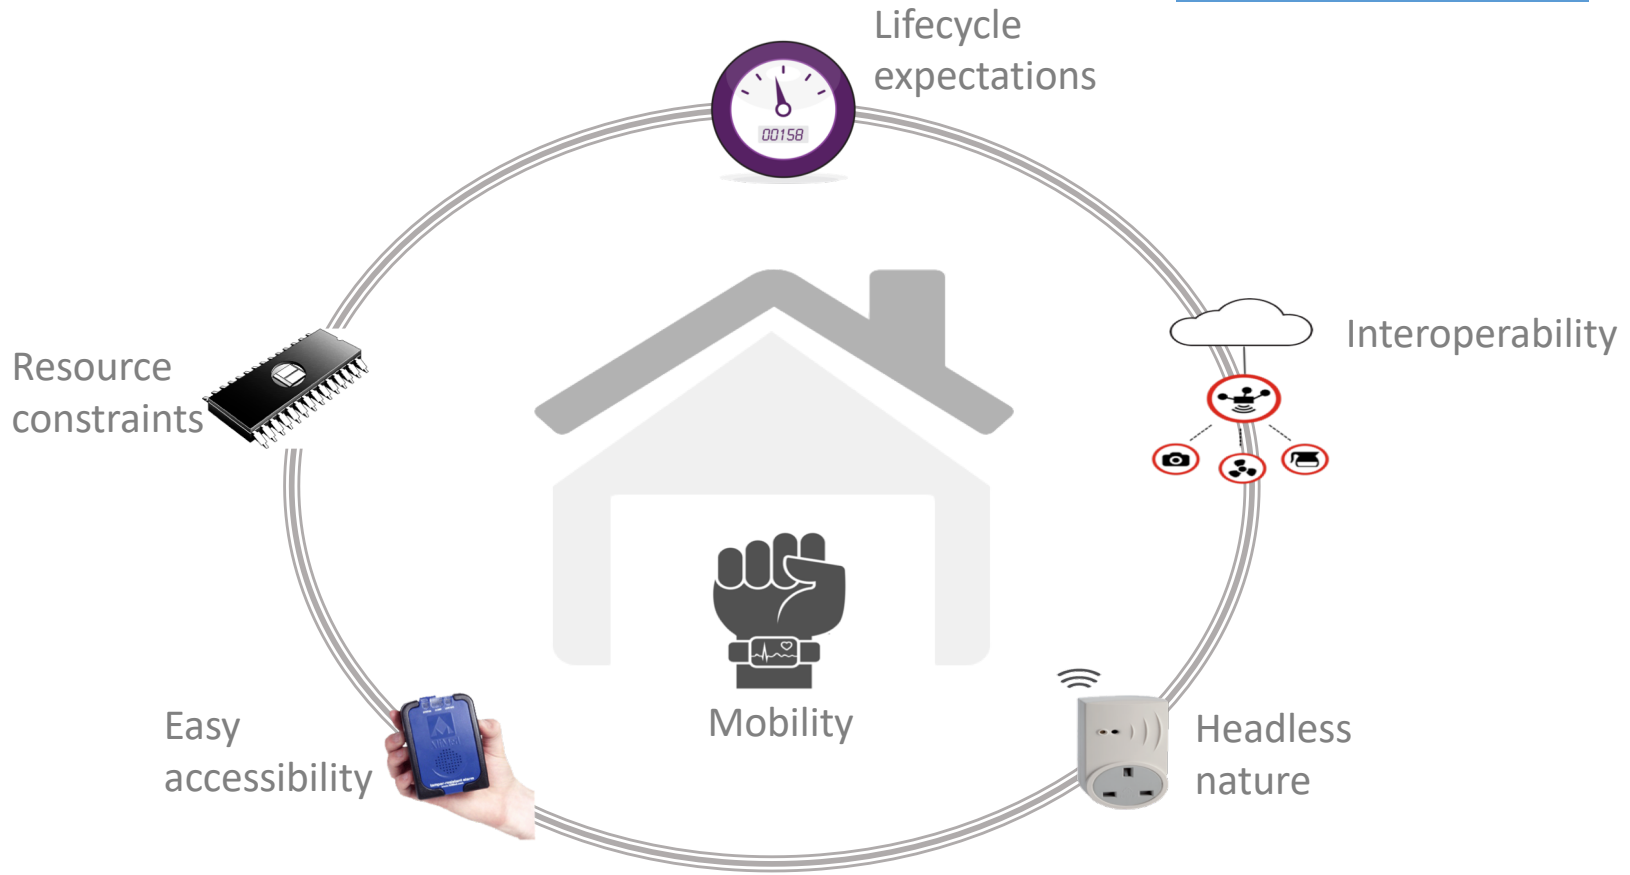 Lifecycle
expectations
00158
Interoperability
Resource
constraints
Mobility
Easy
accessibility
Headless
nature